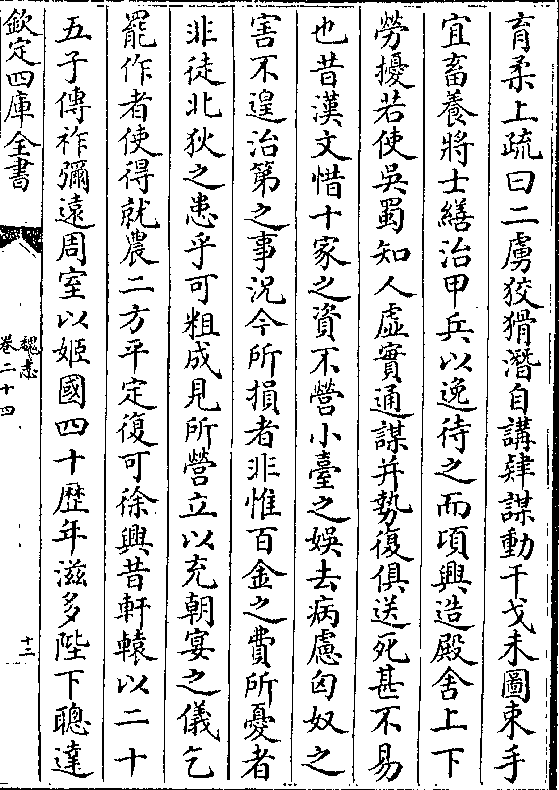 育柔上疏曰二虜狡猾潛自講肄謀動干戈未圖束手
宜畜養將士繕治甲兵以逸待之而頃興造殿舍上下
勞擾若使吳蜀知人虛實通謀并勢復俱送死甚不易
也昔漢文惜十家之資不營小臺之娛去病慮匈奴之
害不遑治第之事況今所損者非惟百金之費所憂者
非徒北狄之患乎可粗成見所營立以充朝宴之儀乞
罷作者使得就農二方平定復可徐興昔軒轅以二十
五子傳祚彌遠周室以姬國四十歴年滋多陛下聰達
欽定四庫全書
魏志
卷二十四
十二